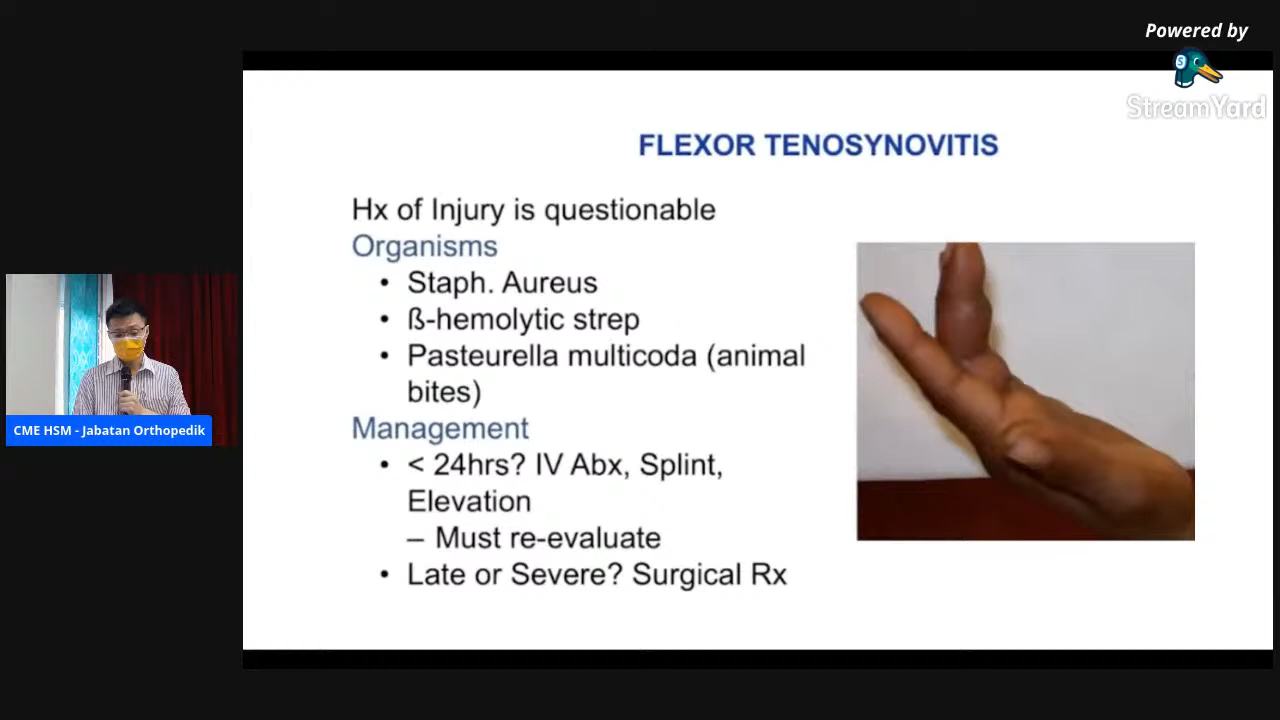 Powered by
StreamYard
FLEXOR TENOSYNOVITIS
Hx of Injury is questionable
Organisms
• Staph. Aureus
• ß-hemolytic strep
• Pasteurella multicoda (animal
bites)
Management
• < 24hrs? IV Abx, Splint,
Elevation
– Must re-evaluate
• Late or Severe? Surgical Rx
CME HSM - Jabatan Orthopedik